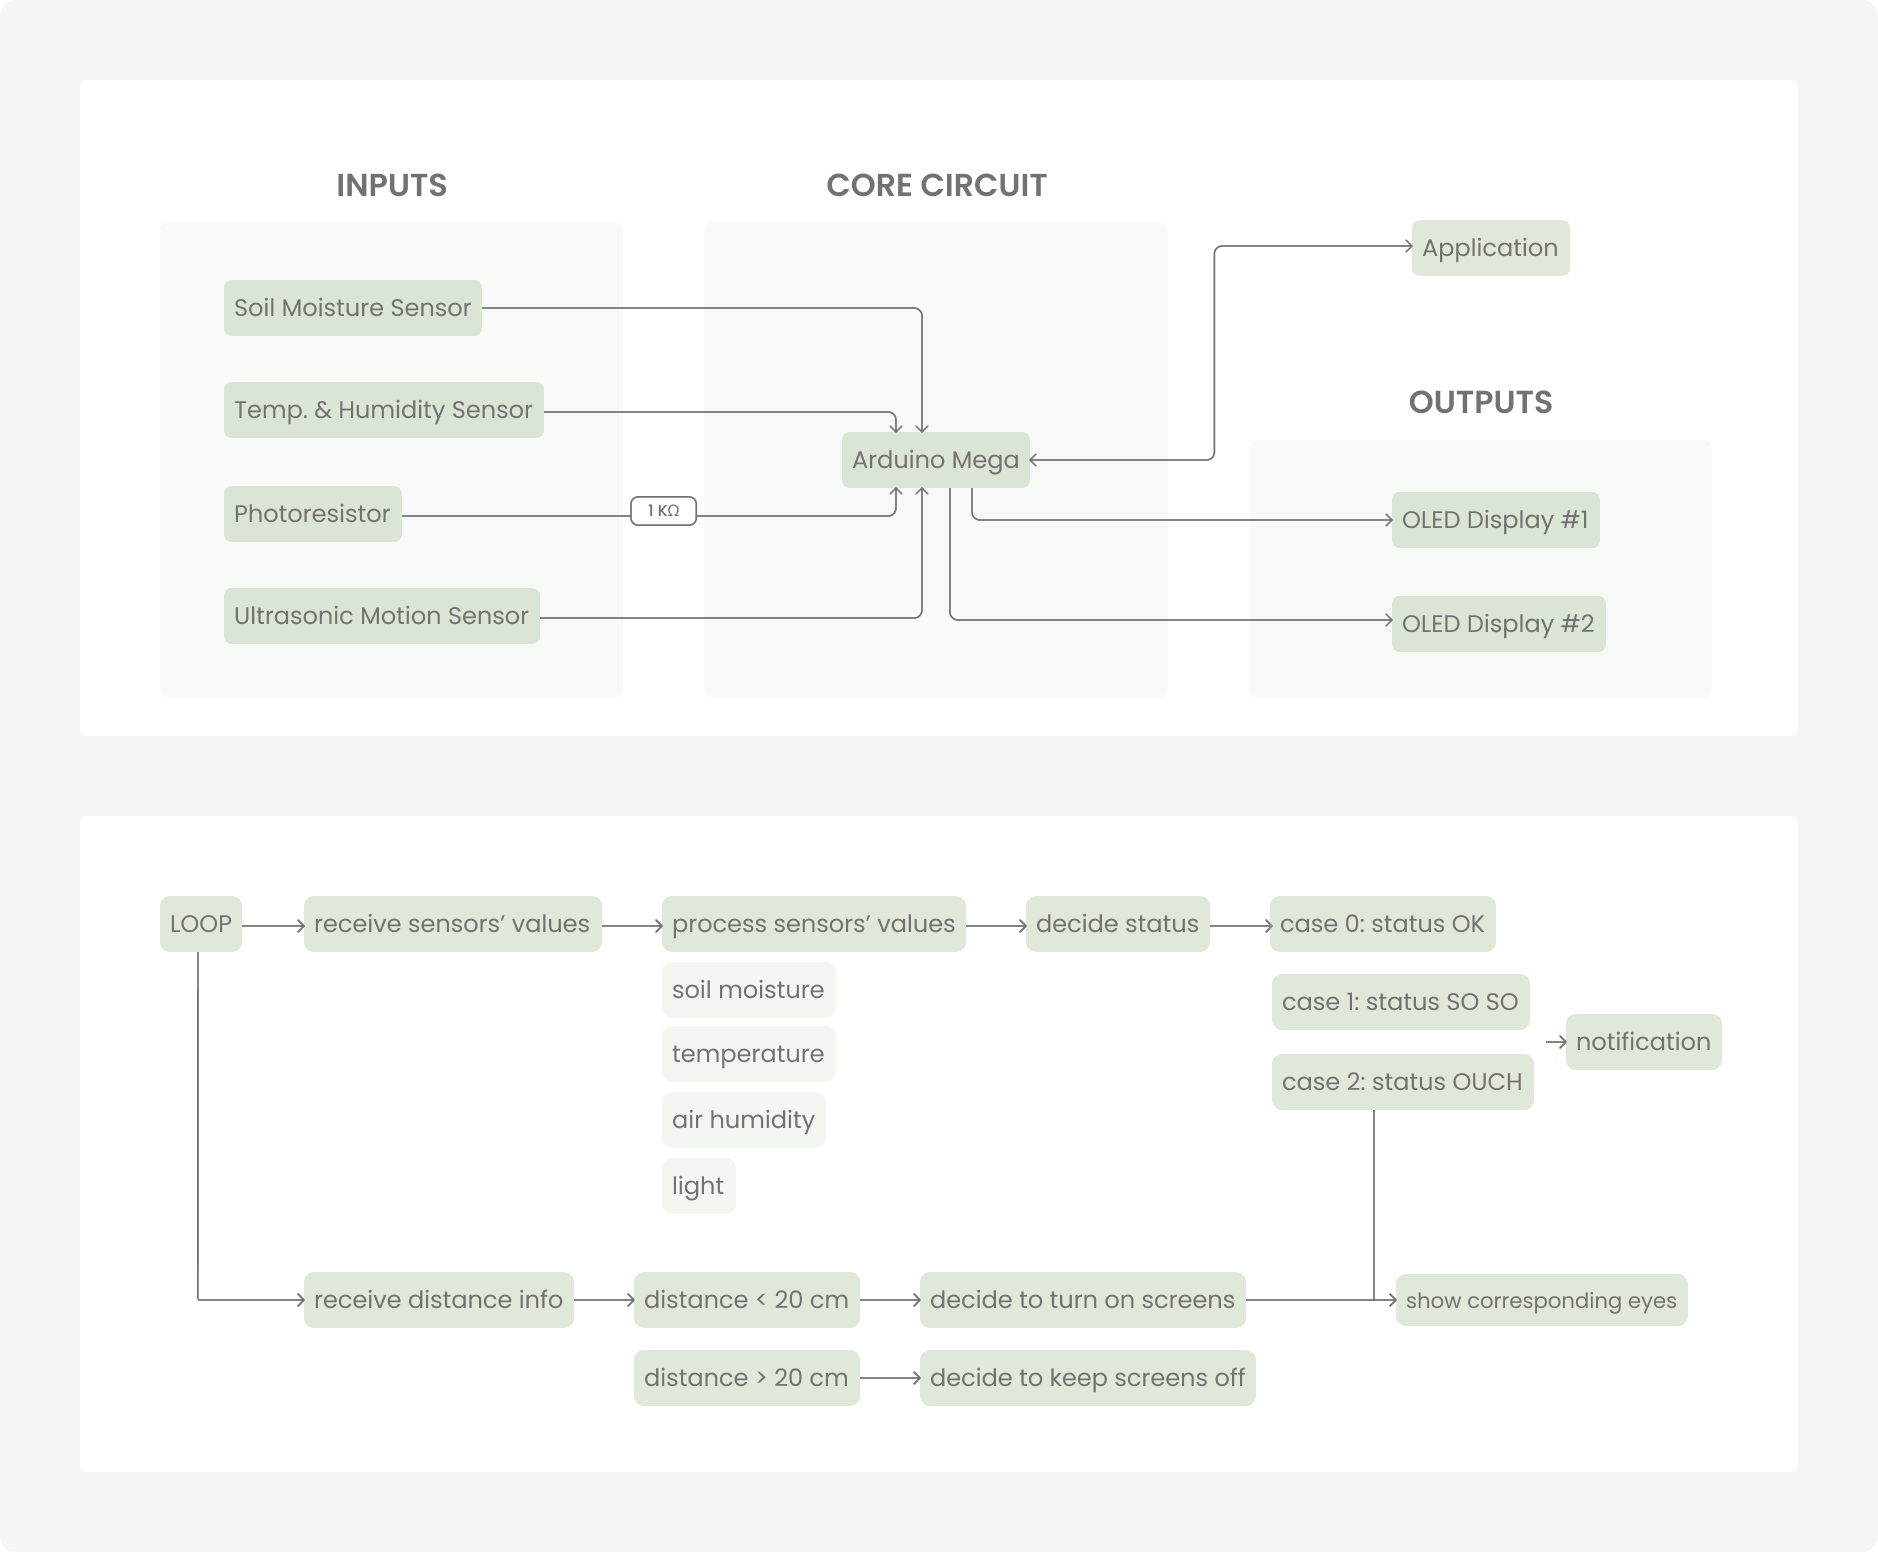 INPUTS
CORE CIRCUIT
Application
Soil Moisture Sensor
Temp. & Humidity Sensor
OUTPUTS
Arduino Mega
Photoresistor
1 KΩ
OLED Display #1
Ultrasonic Motion Sensor
OLED Display #2
LOOP
receive sensors’ values
process sensors’ values
decide status
case 0: status OK
soil moisture
case 1: status SO SO
temperature
notification
case 2: status OUCH
air humidity
light
receive distance info
distance < 20 cm
decide to turn on screens
show corresponding eyes
distance > 20 cm
decide to keep screens off